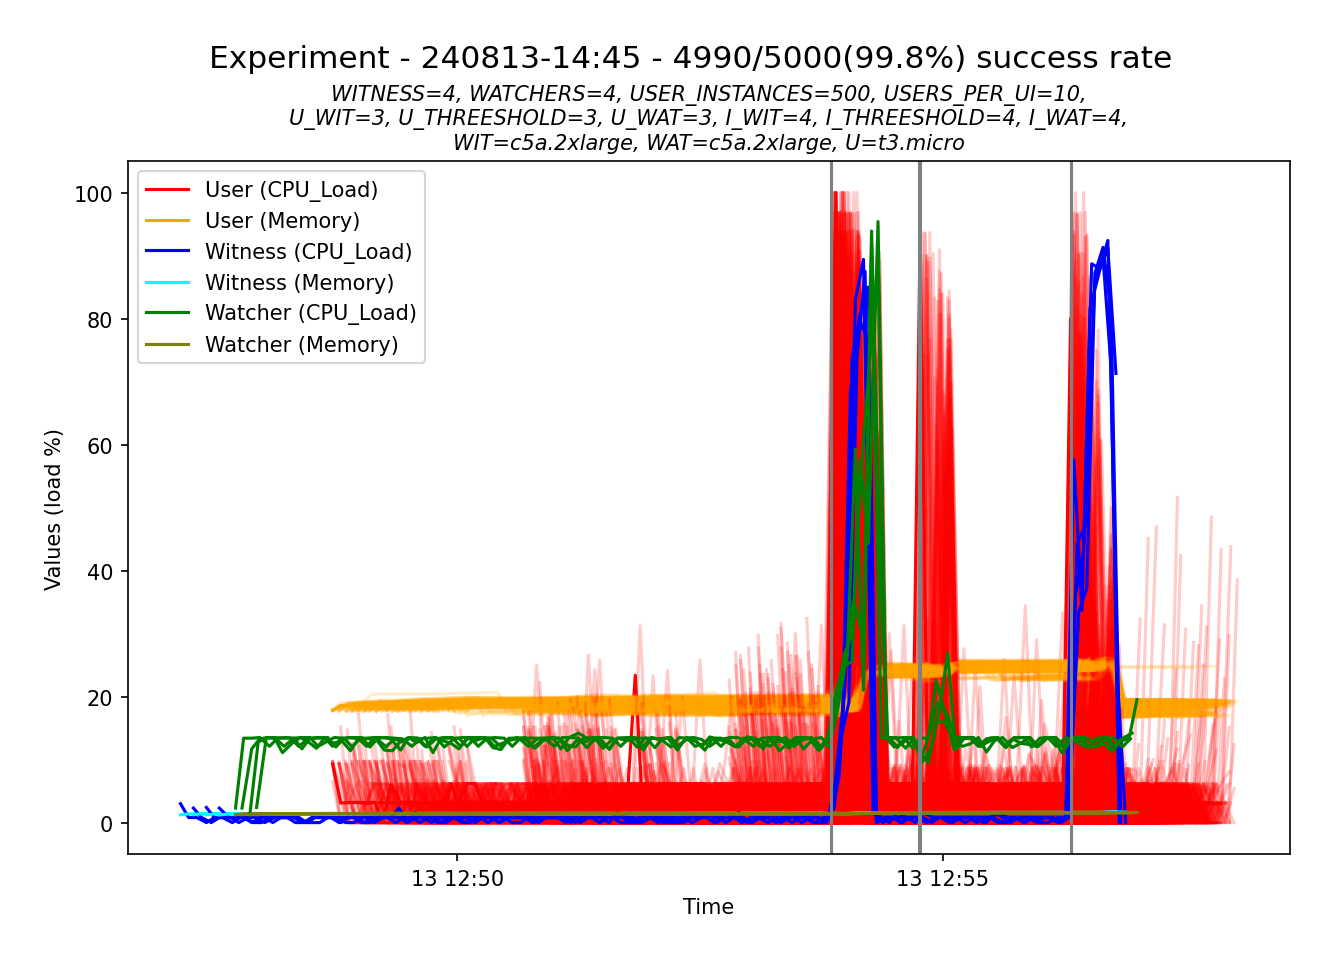 Experiment - 240813-14:45 - 4990/5000(99.8%) success rate
WITNESS=4, WATCHERS=4, USER_INSTANCES=500, USERS_PER_UI=10,
U_WIT=3, U_THREESHOLD=3, U_WAT=3, I_WIT=4, I_THREESHOLD=4, I_WAT=4,
WIT=c5a.2xlarge, WAT=c5a.2xlarge, U=t3.micro
User (CPU_Load)
User (Memory)
Witness (CPU_Load)
Witness (Memory)
Watcher (CPU_Load)
Watcher (Memory)
Values (load %)
100
80
60
40
20
0
13 12:50
13 12:55
Time